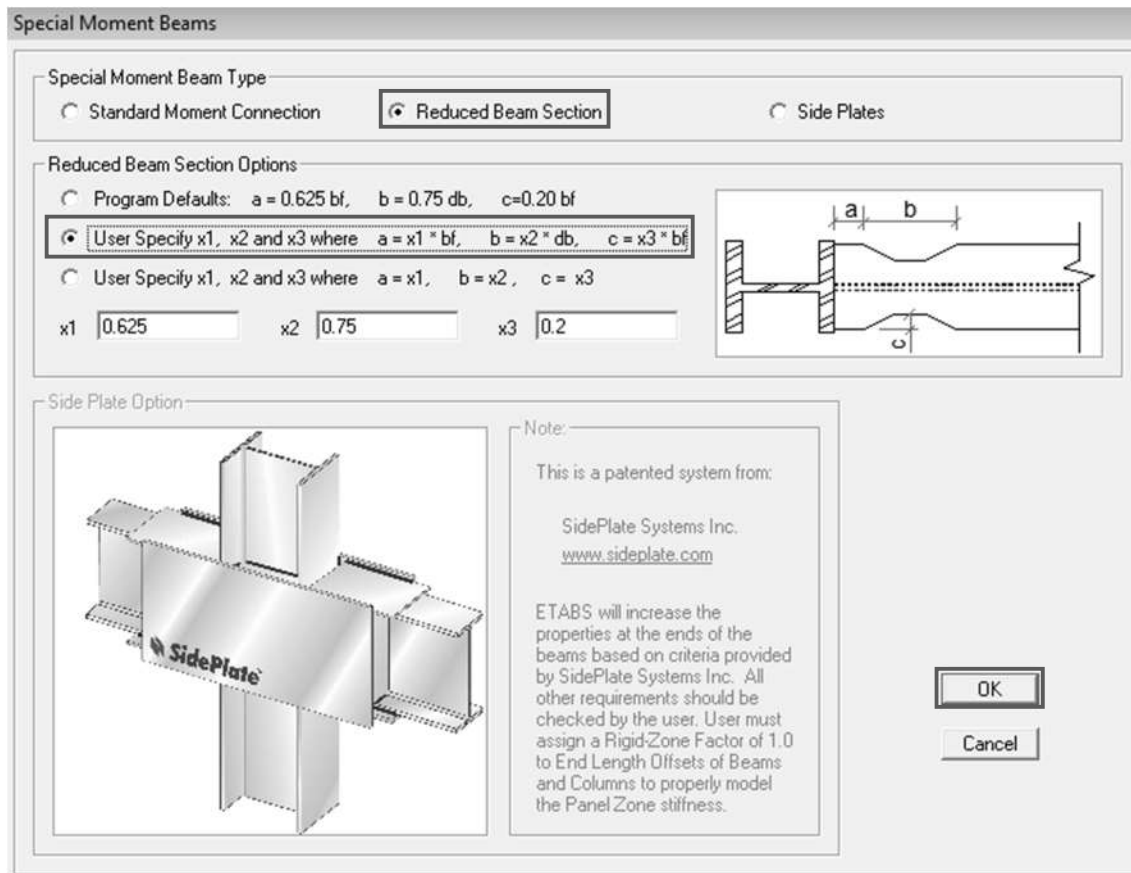 Special Moment Beams
Special Moment Beam Type
Standard Moment Connection Reduced Beam Section Side Plates
Reduced Beam Section Options
Program Defaults: a = 0.625 bf, b = 0.75 db, c=0.20 bf
User Specify x1, x2 and x3 where a = x1 * bf, b = x2 * db, c = x3 * bf
User Specify x1, x2 and x3 where a = x1, b = x2, c = x3
x1 0.625 x2 0.75 x3 0.2
a b
c
Side Plate Option
SidePlate
Note:
This is a patented system from:
SidePlate Systems Inc.
www.sideplate.com
ETABS will increase the
properties at the ends of the
beams based on criteria provided
by SidePlate Systems Inc. All
other requirements should be
checked by the user. User must
assign a Rigid-Zone Factor of 1.0
to End Length Offsets of Beams
and Columns to properly model
the Panel Zone stiffness.
OK
Cancel